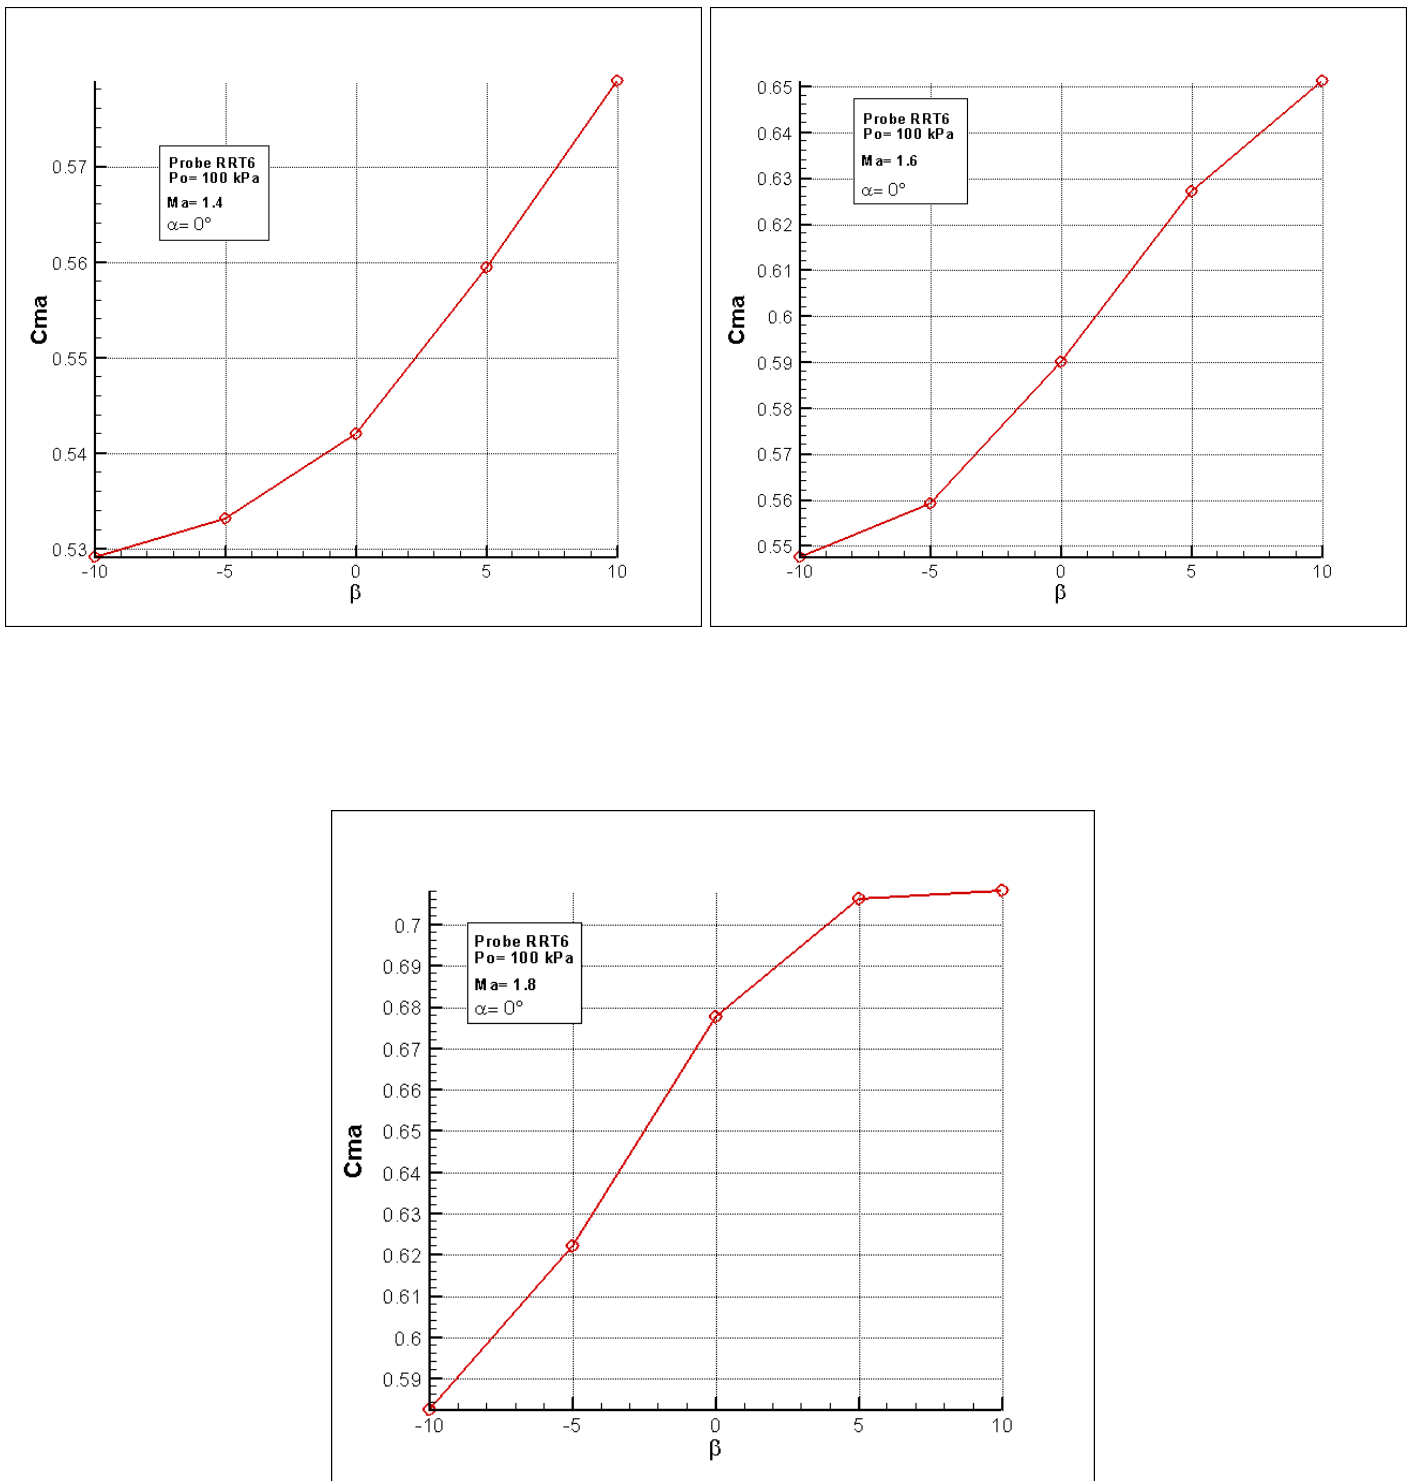 Probe RRT6
Po= 100 kPa
Ma= 1.4
α= 0°
0.57
0.56
0.55
0.54
0.53
Cma
-10 -5 0 5 10
β
Probe RRT6
Po= 100 kPa
Ma= 1.6
α= 0°
0.65
0.64
0.63
0.62
0.61
0.6
0.59
0.58
0.57
0.56
0.55
Cma
-10 -5 0 5 10
β
Probe RRT6
Po= 100 kPa
Ma= 1.8
α= 0°
0.7
0.69
0.68
0.67
0.66
0.65
0.64
0.63
0.62
0.61
0.6
0.59
Cma
-10 -5 0 5 10
β